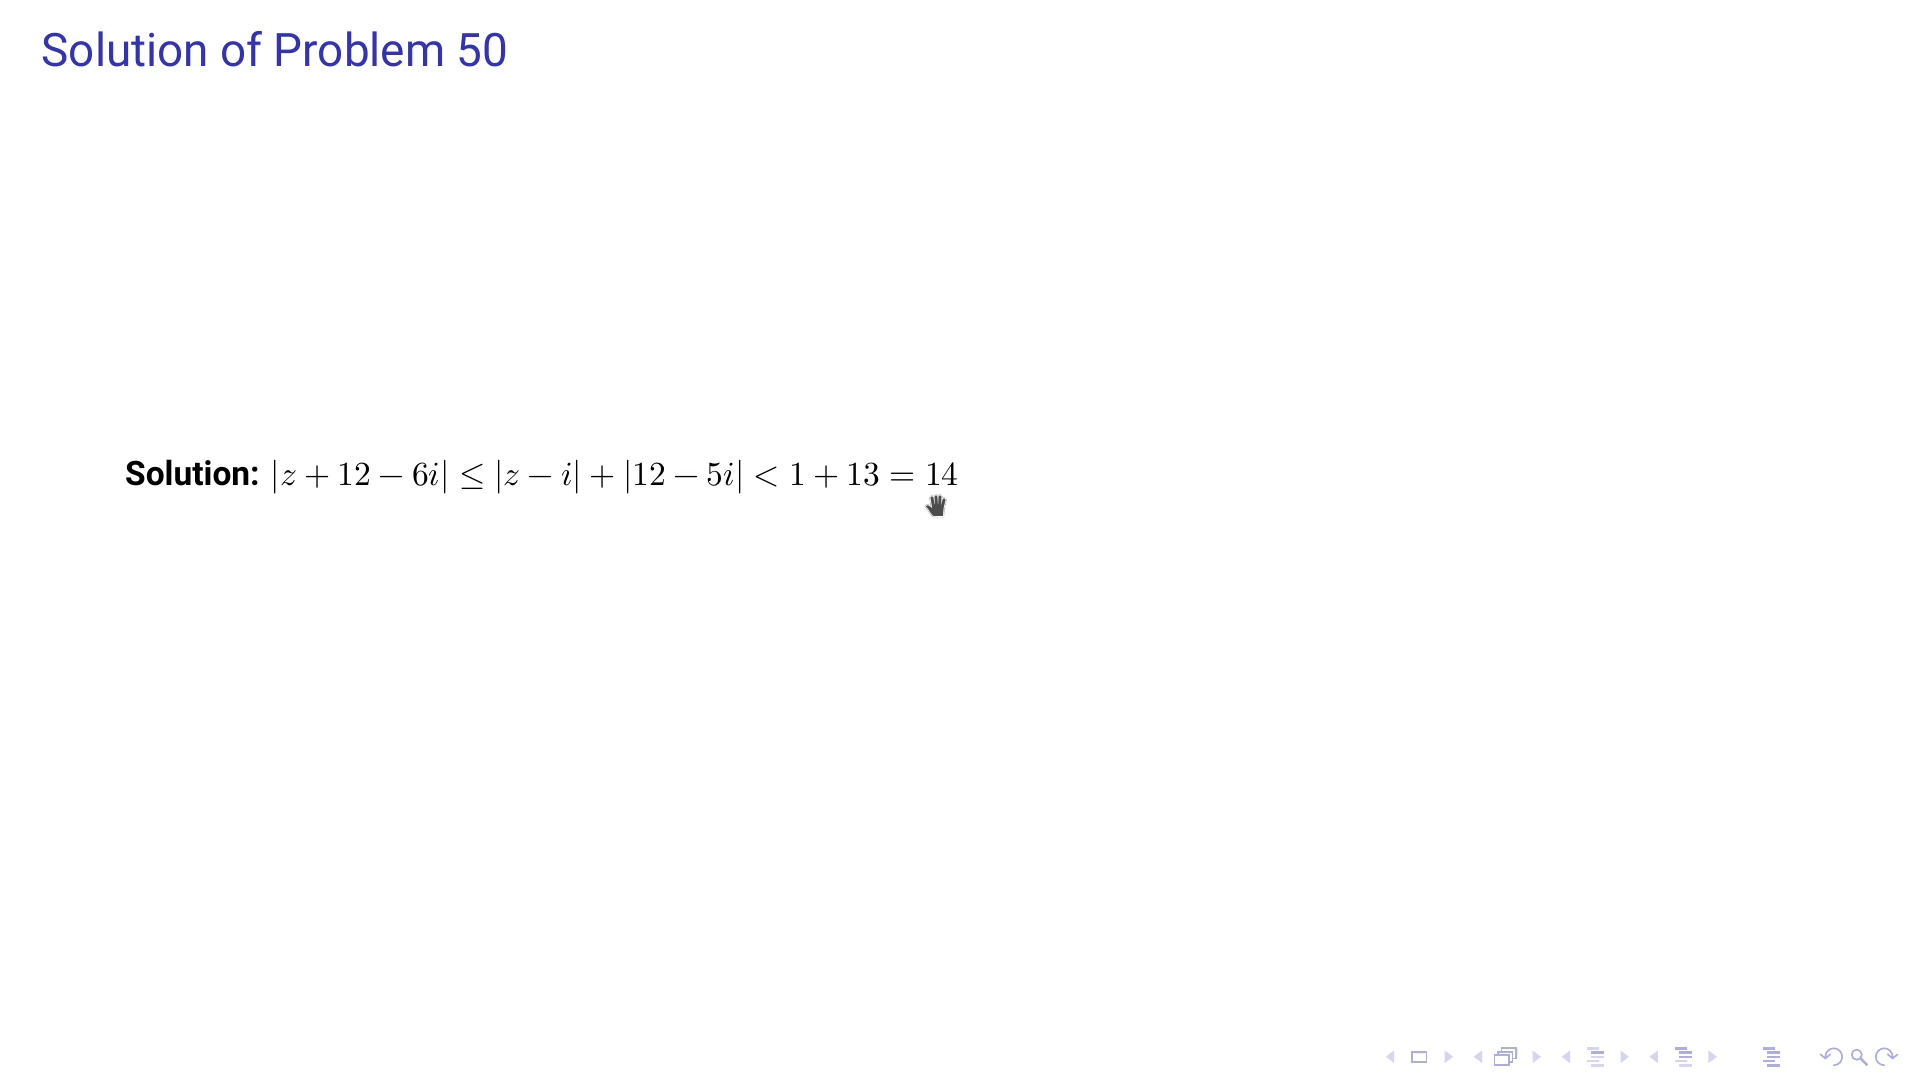 Solution of Problem 50
Solution: |z + 12 − 6i| ≤ |z − i| + |12 − 5i| < 1 + 13 = 14